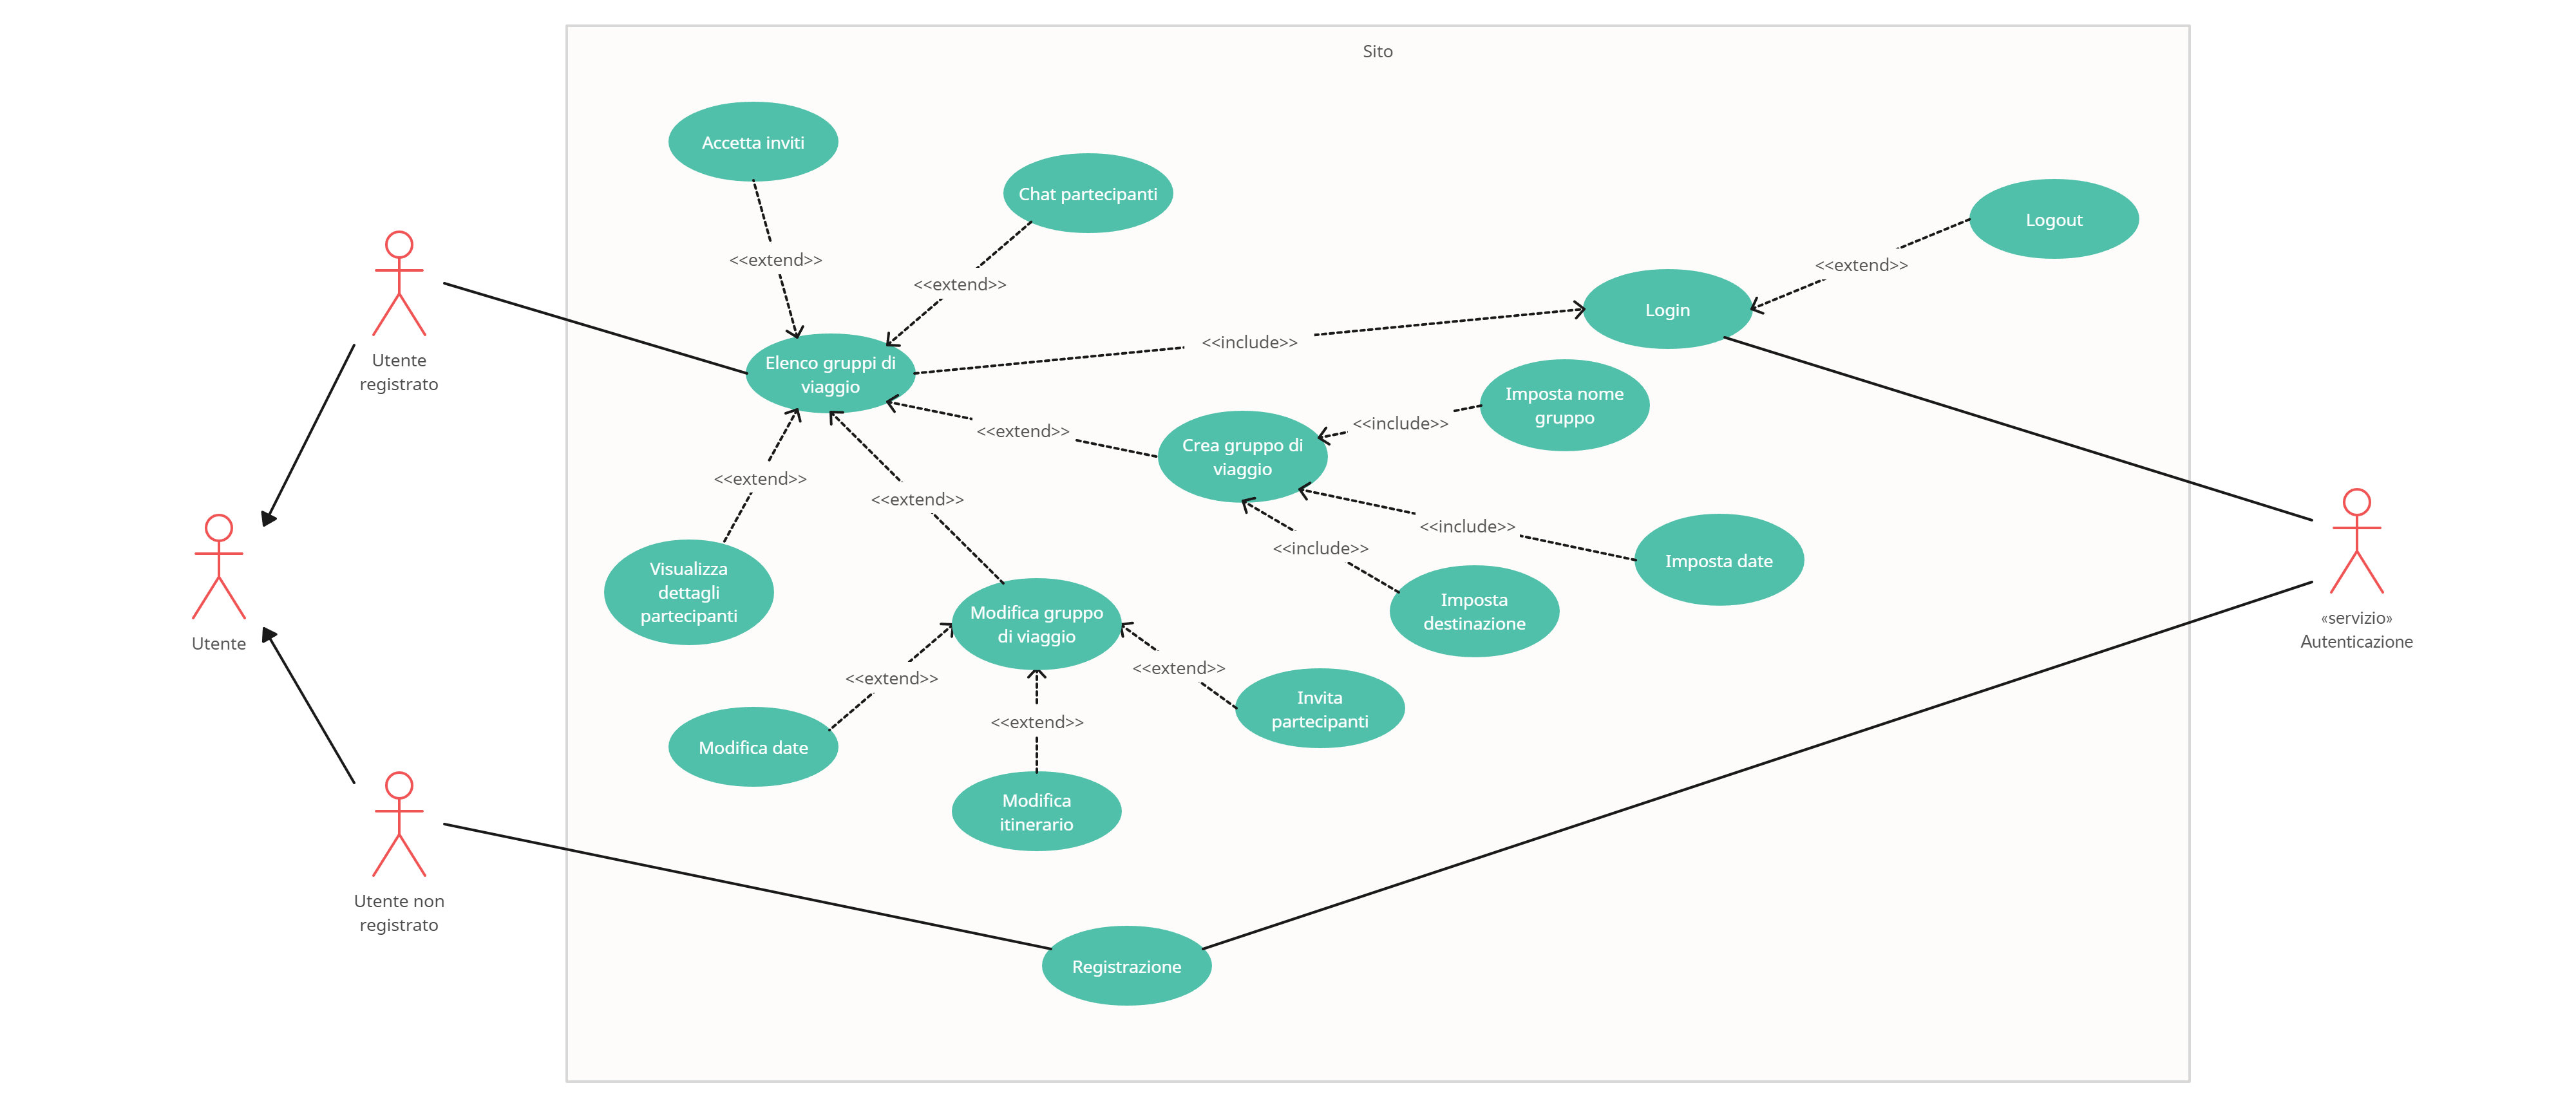 Sito
Accetta inviti
Chat partecipanti
Logout
<<extend>>
<<extend>>
<<extend>>
Login
<<include>>
Utente
registrato
Elenco gruppi di
viaggio
Imposta nome
gruppo
<<include>>
<<extend>>
Crea gruppo di
viaggio
<<extend>>
<<extend>>
<<include>>
<<include>>
Imposta date
Visualizza
dettagli
partecipanti
Modifica gruppo
di viaggio
Imposta
destinazione
«servizio»
Autenticazione
Utente
<<extend>>
<<extend>>
<<extend>>
Invita
partecipanti
Modifica date
Modifica
itinerario
Utente non
registrato
Registrazione